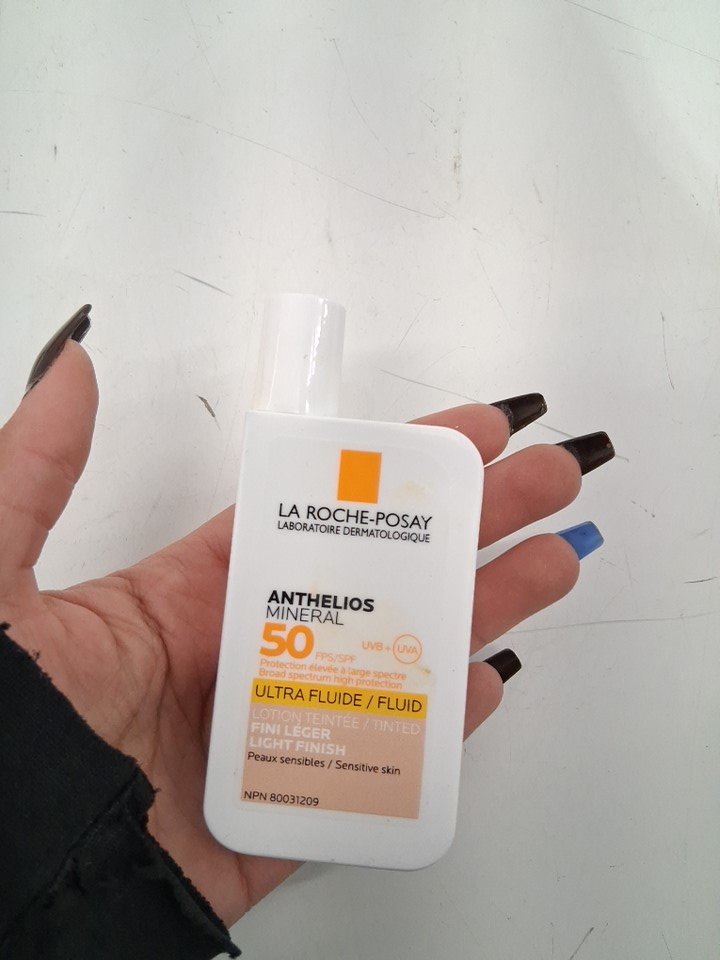 LA ROCHE-POSAY
LABORATOIRE DERMATOLOGIQUE
ANTHELIOS
MINERAL
50 FPS/SPF UVB + UVA
Protection élevée à large spectre
Broad spectrum high protection
ULTRA FLUIDE / FLUID
LOTION TEINTÉE / TINTED
FINI LÉGER
LIGHT FINISH
Peaux sensibles / Sensitive skin
NPN 80031209